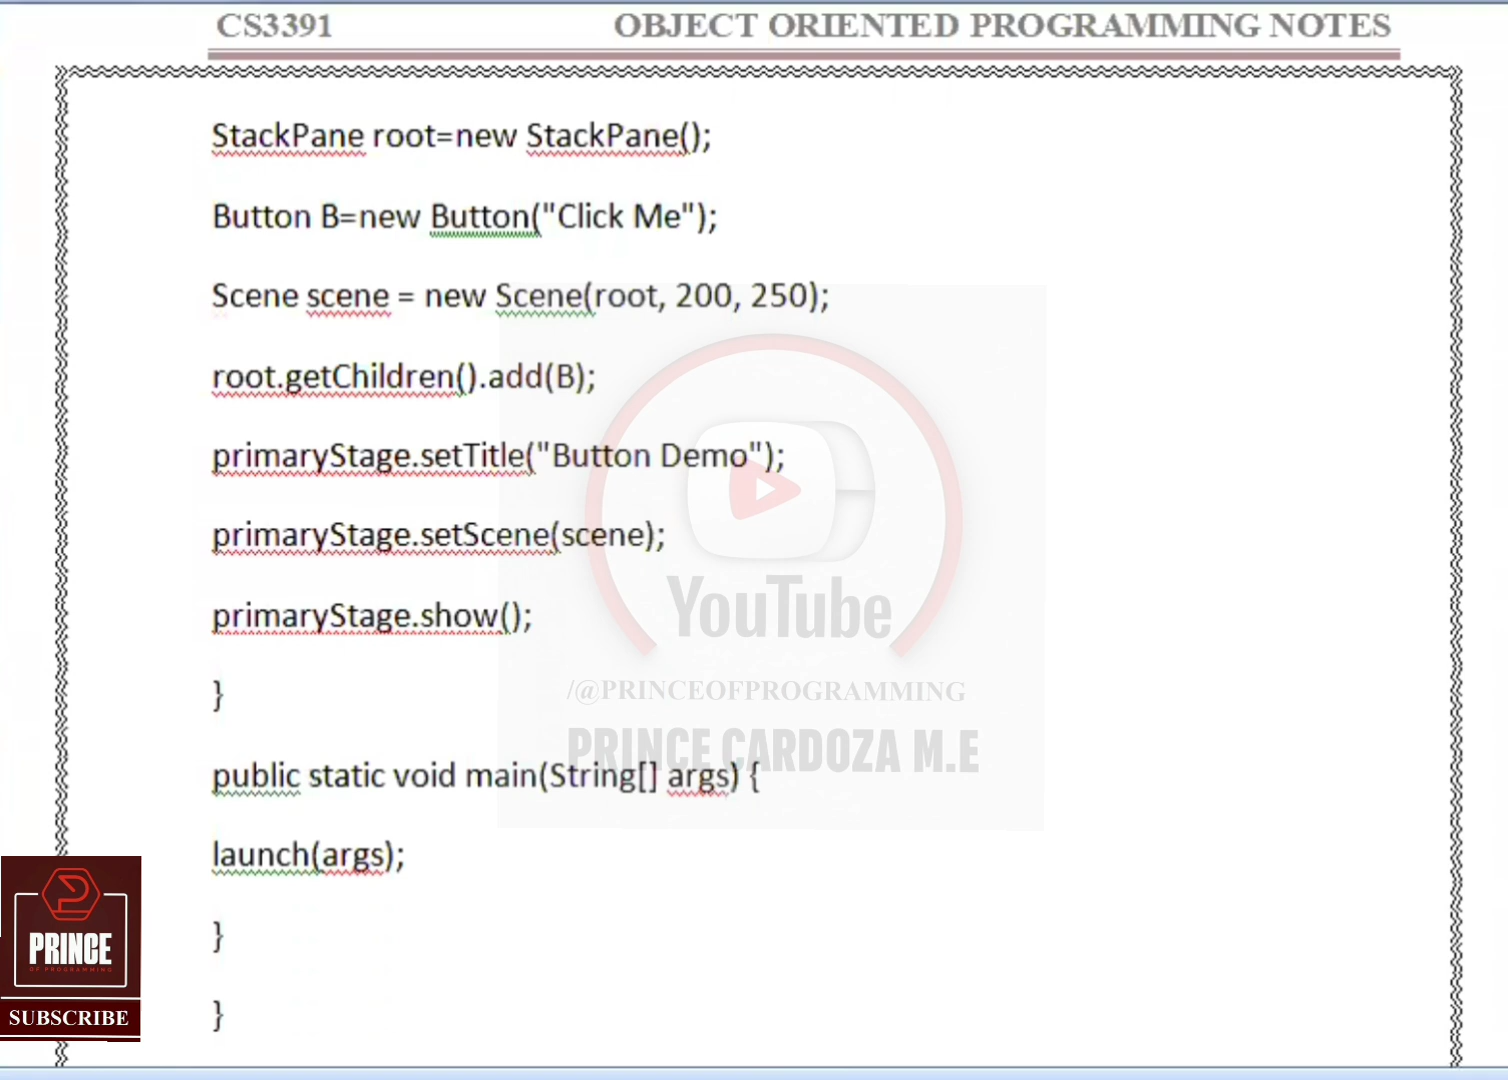 CS3391 OBJECT ORIENTED PROGRAMMING NOTES
StackPane root=new StackPane();
Button B=new Button("Click Me");
Scene scene = new Scene(root, 200, 250);
root.getChildren().add(B);
primaryStage.setTitle("Button Demo");
primaryStage.setScene(scene);
primaryStage.show();
}
YouTube
/@PRINCEOFPROGRAMMING
PRINCE CARDOZA M.E
public static void main(String[] args) {
launch(args);
}
}
PRINCE
OF PROGRAMMING
SUBSCRIBE